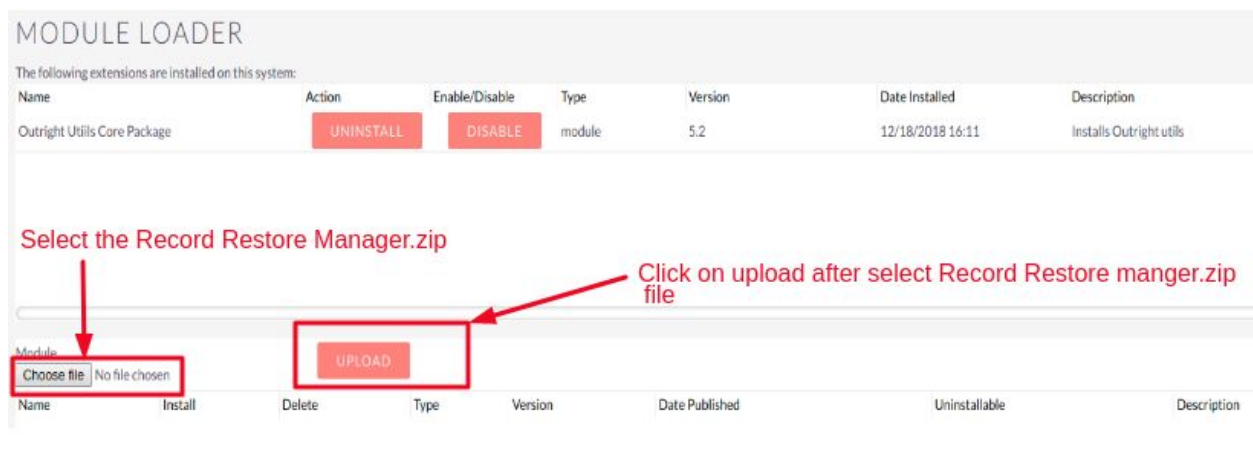 MODULE LOADER
The following extensions are installed on this system:
Name Action Enable/Disable Type Version Date Installed Description
Outright Utiils Core Package UNINSTALL DISABLE module 5.2 12/18/2018 16:11 Installs Outright utils
Select the Record Restore Manager.zip
Click on upload after select Record Restore manger.zip
file
Module
Choose file No file chosen UPLOAD
Name Install Delete Type Version Date Published Uninstallable Description